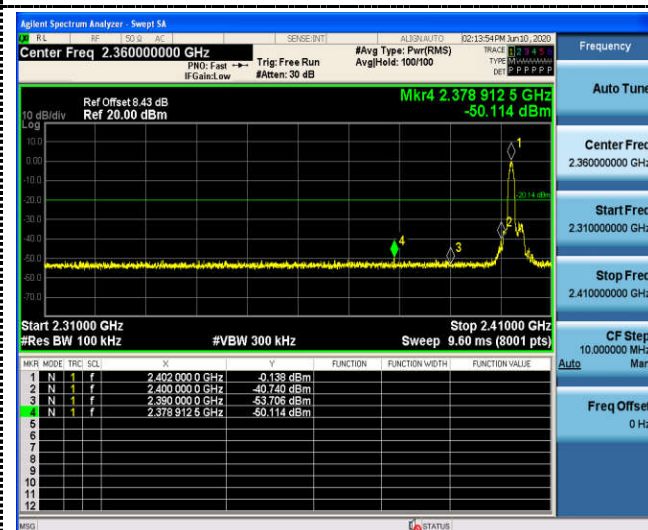 Agilent Spectrum Analyzer - Swept SA
RL RF 50 Ω AC SENSE:INT ALIGN AUTO 02:13:54 PM Jun 10, 2020
Center Freq 2.360000000 GHz
#Avg Type: Pwr(RMS)
TRACE 1 2 3 4 5 6
PNO: Fast Trig: Free Run Avg|Hold: 100/100
TYPE M
IFGain:Low #Atten: 30 dB
DET P P P P P P
Frequency
Auto Tune
Mkr4 2.378 912 5 GHz
Ref Offset 8.43 dB
10 dB/div Ref 20.00 dBm
-50.114 dBm
Log
10.0
0.00
-10.0
-20.0
-20.14 dBm
-30.0
-40.0
-50.0
-60.0
-70.0
1
2
3
4
Center Freq
2.360000000 GHz
Start Freq
2.310000000 GHz
Stop Freq
2.410000000 GHz
Start 2.31000 GHz Stop 2.41000 GHz
#Res BW 100 kHz #VBW 300 kHz Sweep 9.60 ms (8001 pts)
CF Step
10.000000 MHz
Auto Man
MKR MODE TRC SCL X Y FUNCTION FUNCTION WIDTH FUNCTION VALUE
1 N 1 f 2.402 000 0 GHz -0.138 dBm
2 N 1 f 2.400 000 0 GHz -40.740 dBm
3 N 1 f 2.390 000 0 GHz -53.706 dBm
4 N 1 f 2.378 912 5 GHz -50.114 dBm
5
6
7
8
9
10
11
12
Freq Offset
0 Hz
MSG STATUS